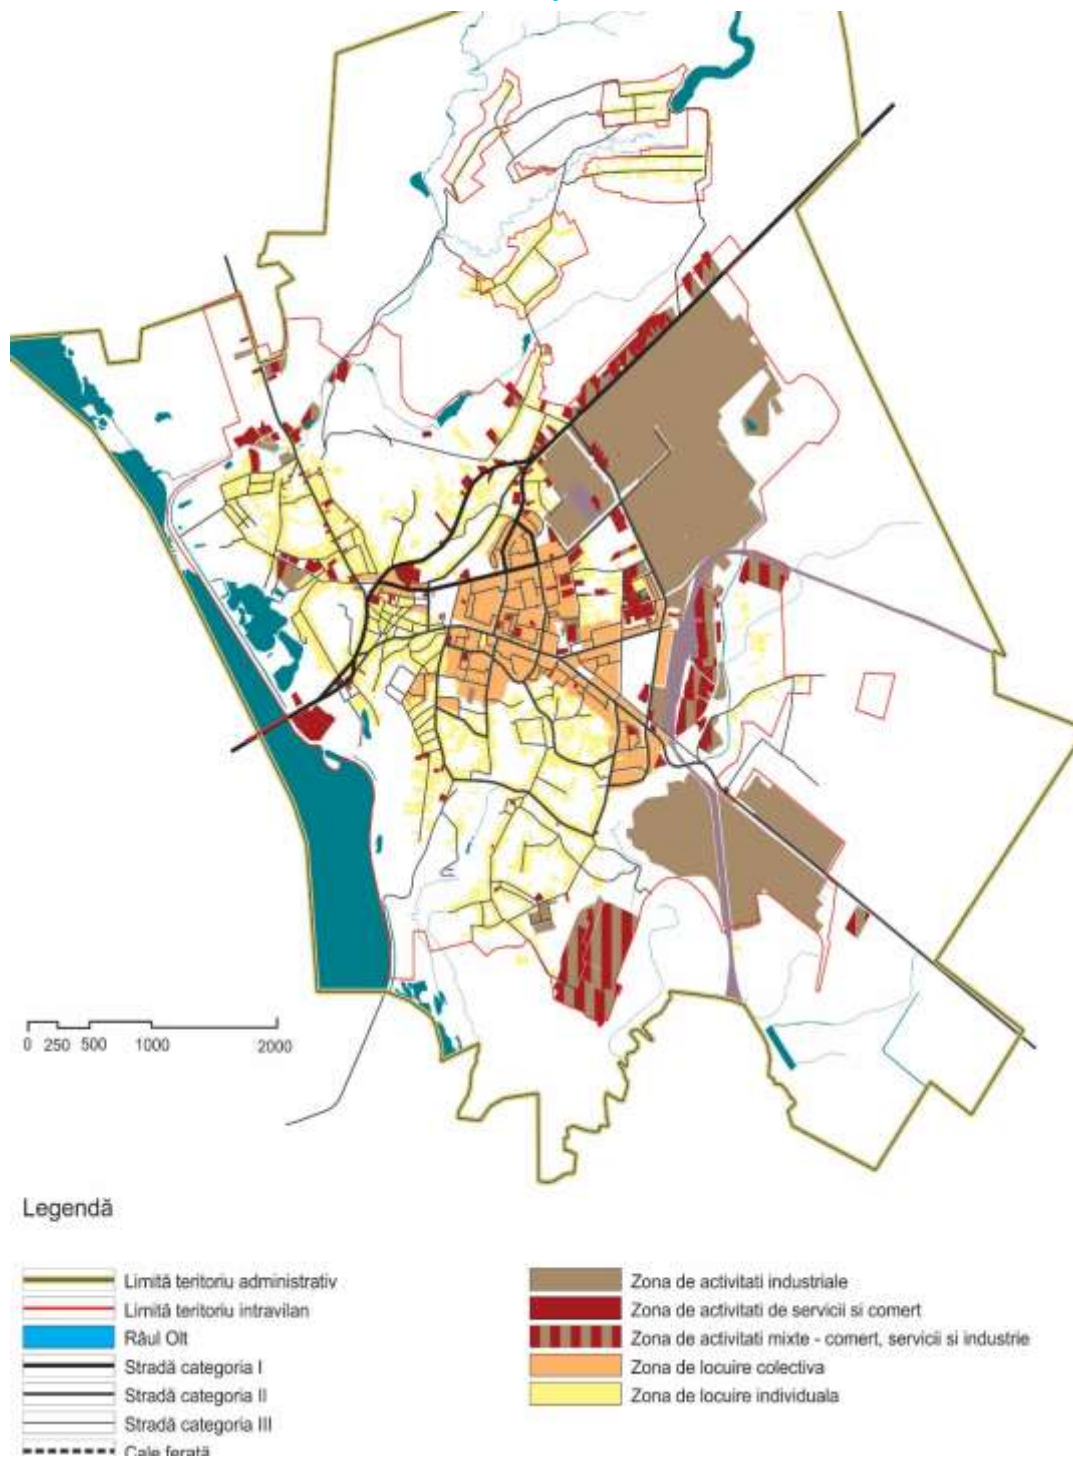 0 250 500 1000 2000
Legendă
Limită teritoriu administrativ
Limită teritoriu intravilan
Râul Olt
Stradă categoria I
Stradă categoria II
Stradă categoria III
Cale ferată
Zona de activitati industriale
Zona de activitati de servicii si comert
Zona de activitati mixte - comert, servicii si industrie
Zona de locuire colectiva
Zona de locuire individuala